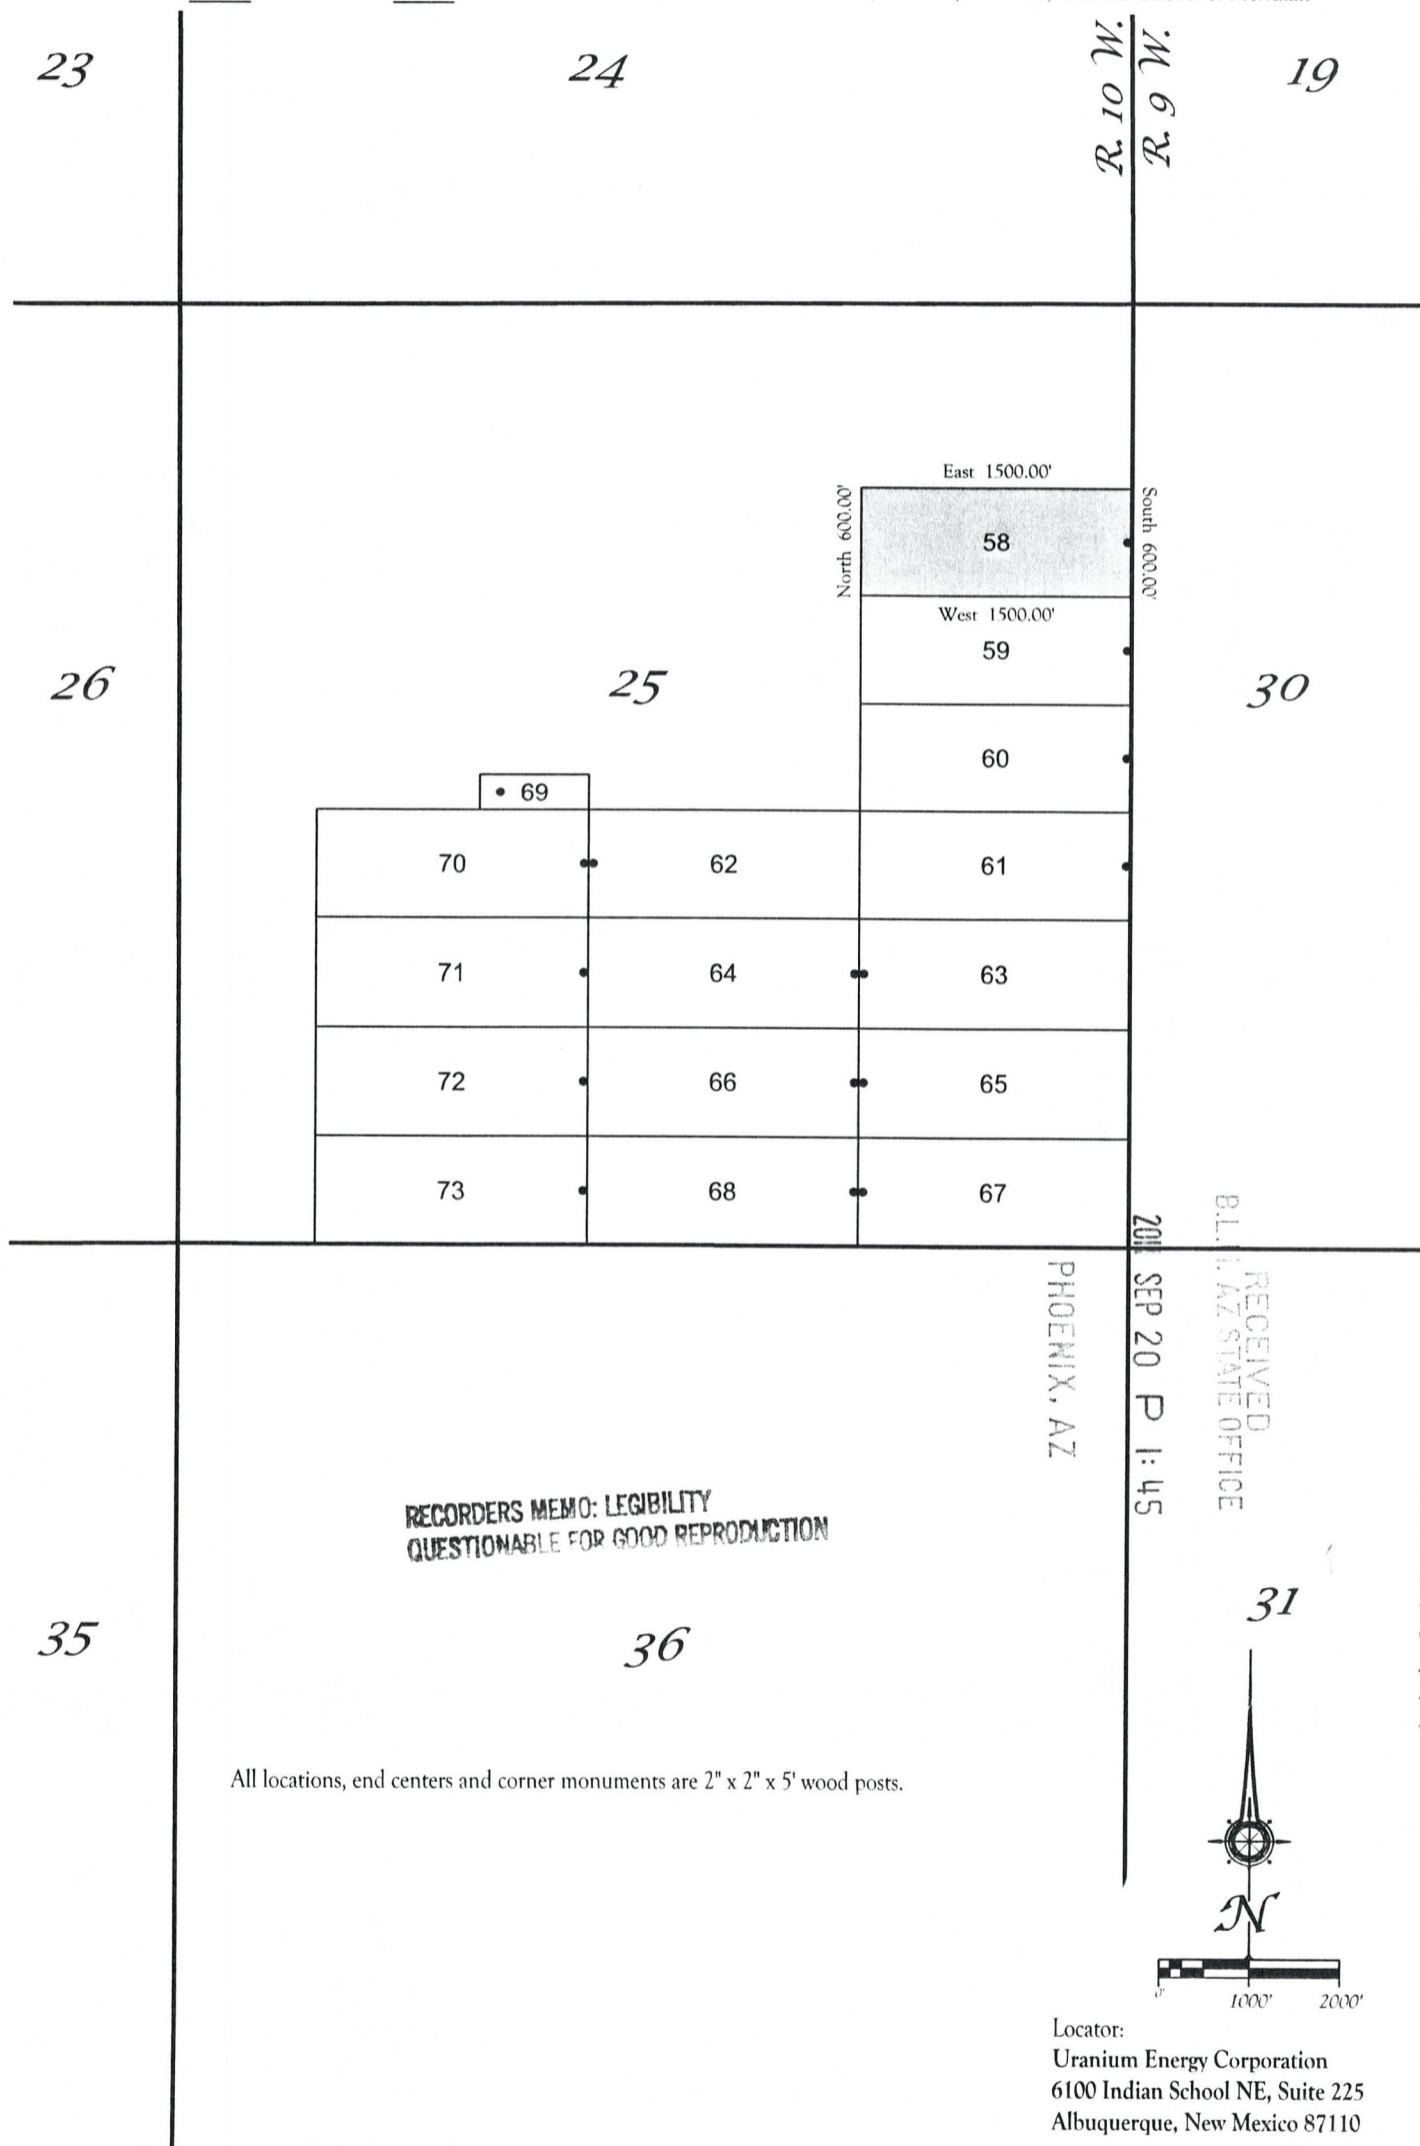 23
24
R. 10 W.
R. 9 W.
19
East 1500.00'
North 600.00'
58
South 600.00'
West 1500.00'
59
26
25
30
60
• 69
70
62
61
71
64
63
72
66
65
73
68
67
SEP 20 P 1:45
PHOENIX, AZ
RECEIVED
AZ STATE OFFICE
RECORDERS MEMO: LEGIBILITY
QUESTIONABLE FOR GOOD REPRODUCTION
31
35
36
All locations, end centers and corner monuments are 2" x 2" x 5' wood posts.
N
0' 1000' 2000'
Locator:
Uranium Energy Corporation
6100 Indian School NE, Suite 225
Albuquerque, New Mexico 87110